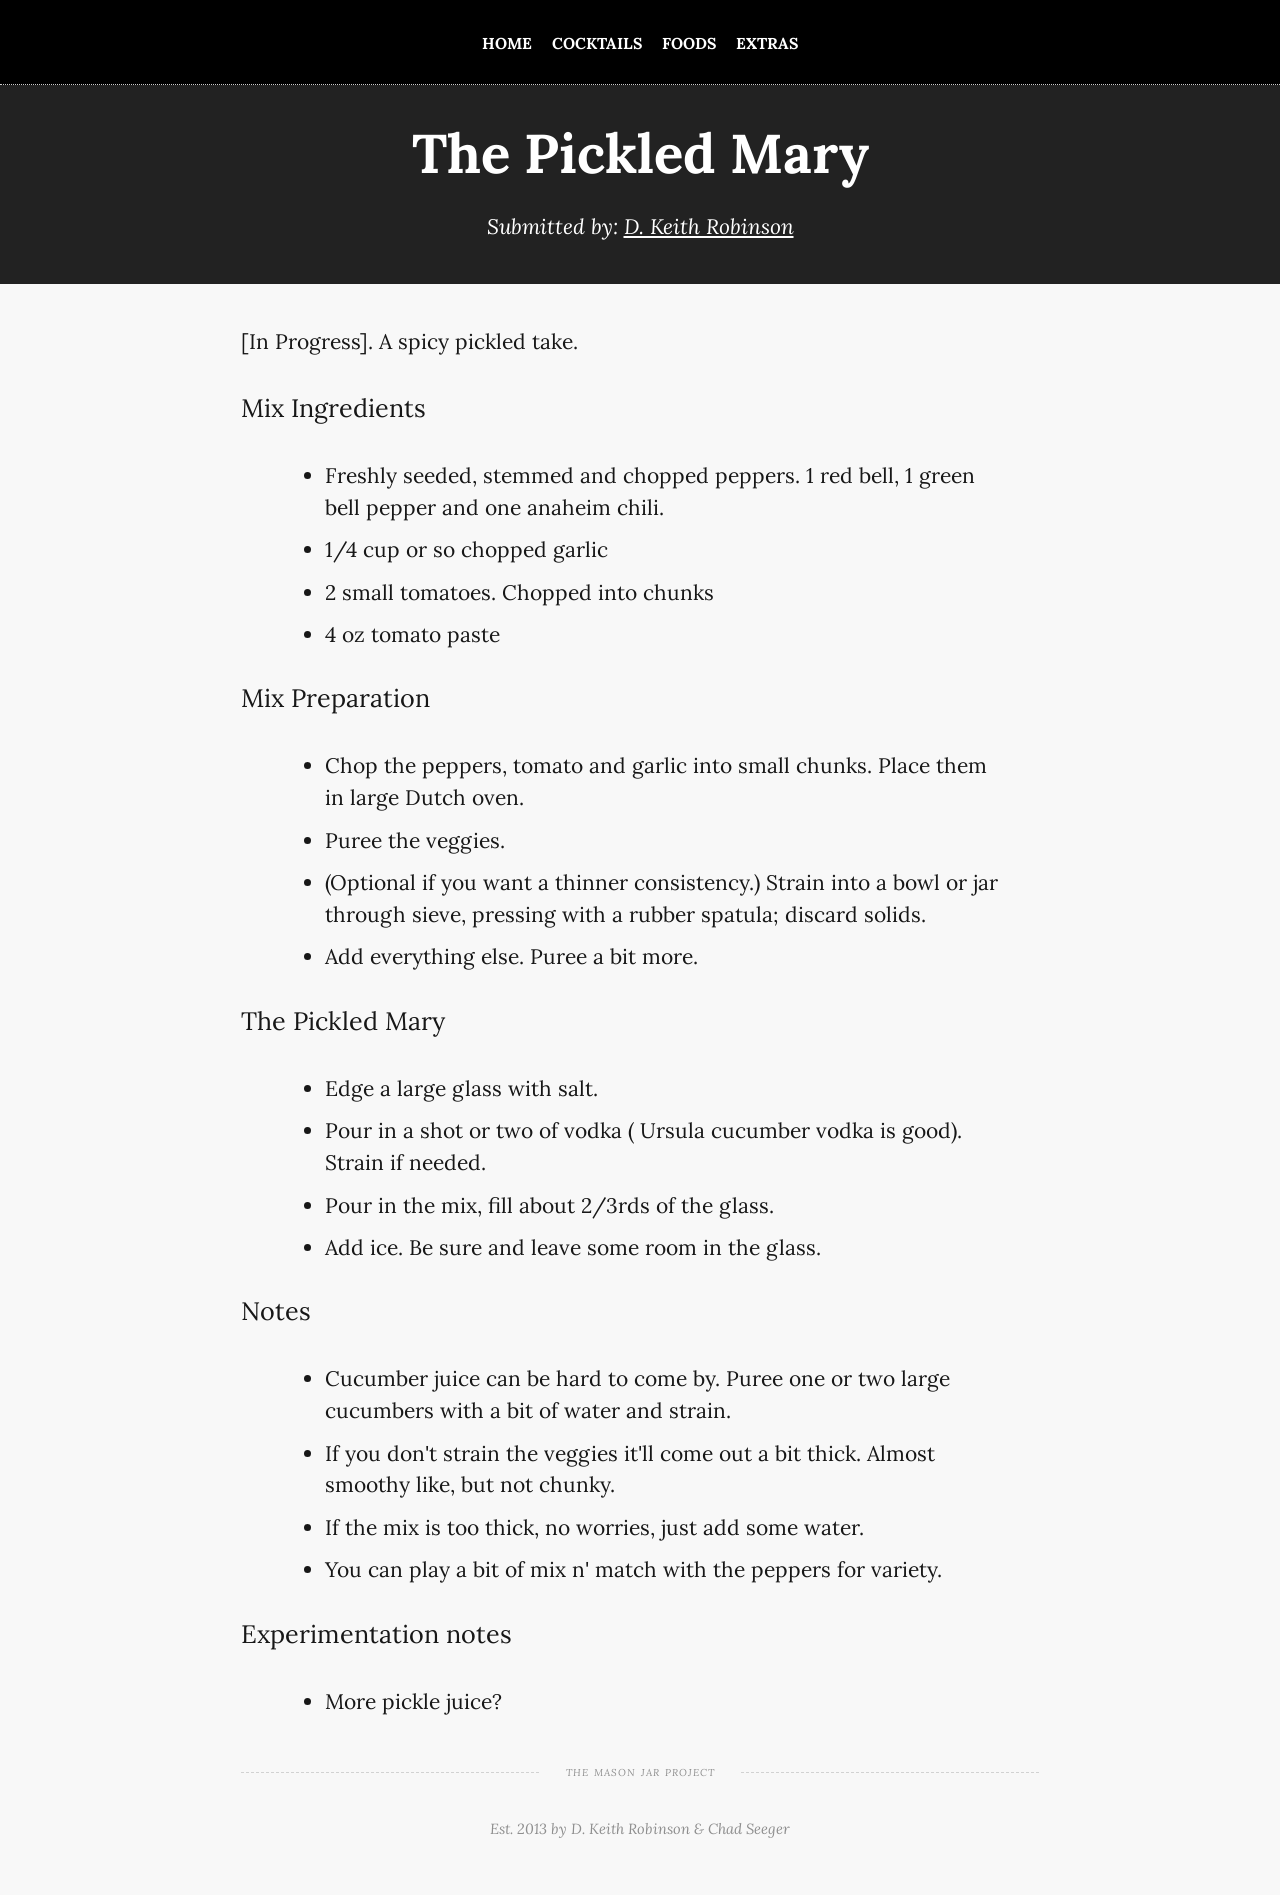 HOME COCKTAILS FOODS EXTRAS
The Pickled Mary
Submitted by: D. Keith Robinson
[In Progress]. A spicy pickled take.
Mix Ingredients
• Freshly seeded, stemmed and chopped peppers. 1 red bell, 1 green
bell pepper and one anaheim chili.
• 1/4 cup or so chopped garlic
• 2 small tomatoes. Chopped into chunks
• 4 oz tomato paste
Mix Preparation
• Chop the peppers, tomato and garlic into small chunks. Place them
in large Dutch oven.
• Puree the veggies.
• (Optional if you want a thinner consistency.) Strain into a bowl or jar
through sieve, pressing with a rubber spatula; discard solids.
• Add everything else. Puree a bit more.
The Pickled Mary
• Edge a large glass with salt.
• Pour in a shot or two of vodka ( Ursula cucumber vodka is good).
Strain if needed.
• Pour in the mix, fill about 2/3rds of the glass.
• Add ice. Be sure and leave some room in the glass.
Notes
• Cucumber juice can be hard to come by. Puree one or two large
cucumbers with a bit of water and strain.
• If you don't strain the veggies it'll come out a bit thick. Almost
smoothy like, but not chunky.
• If the mix is too thick, no worries, just add some water.
• You can play a bit of mix n' match with the peppers for variety.
Experimentation notes
• More pickle juice?
THE MASON JAR PROJECT
Est. 2013 by D. Keith Robinson & Chad Seeger